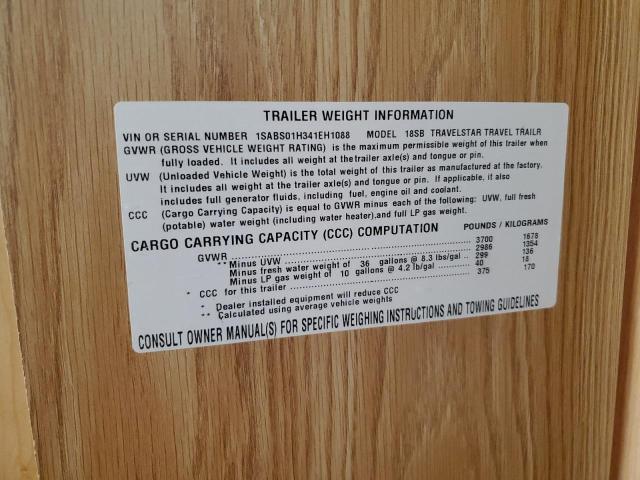 TRAILER WEIGHT INFORMATION
VIN OR SERIAL NUMBER 1SABS01H341EH1088 MODEL 18SB TRAVELSTAR TRAVEL TRAILR
GVWR (GROSS VEHICLE WEIGHT RATING) is the maximum permissible weight of this trailer when
fully loaded. It includes all weight at the trailer axle(s) and tongue or pin.
UVW (Unloaded Vehicle Weight) is the total weight of this trailer as manufactured at the factory.
It includes all weight at the trailer axle(s) and tongue or pin. If applicable, it also
includes full generator fluids, including fuel, engine oil and coolant.
CCC (Cargo Carrying Capacity) is equal to GVWR minus each of the following: UVW, full fresh
(potable) water weight (including water heater),and full LP gas weight.
CARGO CARRYING CAPACITY (CCC) COMPUTATION POUNDS / KILOGRAMS
GVWR 3700 1678
** Minus UVW 2986 1354
Minus fresh water weight of 36 gallons @ 8.3 lbs/gal 299 136
Minus LP gas weight of 10 gallons @ 4.2 lb/gal 40 18
* CCC for this trailer 375 170
* Dealer installed equipment will reduce CCC
** Calculated using average vehicle weights
CONSULT OWNER MANUAL(S) FOR SPECIFIC WEIGHING INSTRUCTIONS AND TOWING GUIDELINES